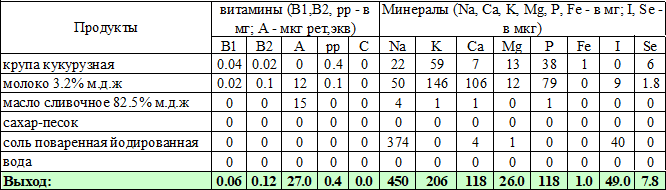 Продукты витамины (В1,В2, рр - в мг; А - мкг рет,экв) Минералы (Na, Ca, K, Mg, P, Fe - в мг; I, Se - в мкг)
В1 В2 А рр С Na K Ca Mg P Fe I Se
крупа кукурузная 0.04 0.02 0 0.4 0 22 59 7 13 38 1 0 6
молоко 3.2% м.д.ж 0.02 0.1 12 0.1 0 50 146 106 12 79 0 9 1.8
масло сливочное 82.5% м.д.ж 0 0 15 0 0 4 1 1 0 1 0 0 0
сахар-песок 0 0 0 0 0 0 0 0 0 0 0 0 0
соль поваренная йодированная 0 0 0 0 0 374 0 4 1 0 0 40 0
вода 0 0 0 0 0 0 0 0 0 0 0 0 0
Выход: 0.06 0.12 27.0 0.4 0.0 450 206 118 26.0 118 1.0 49.0 7.8